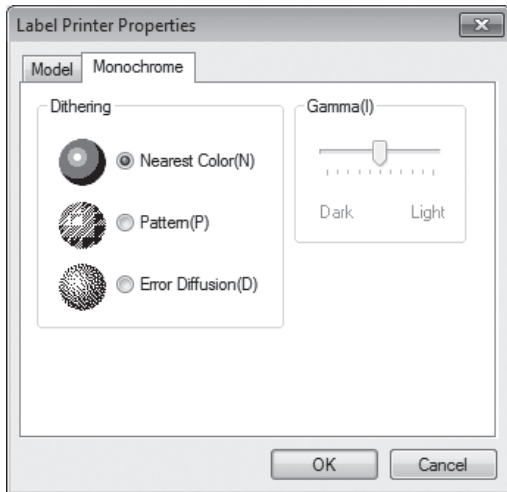 Label Printer Properties
Model Monochrome
Dithering
Nearest Color(N)
Pattern(P)
Error Diffusion(D)
Gamma(I)
Dark Light
OK Cancel